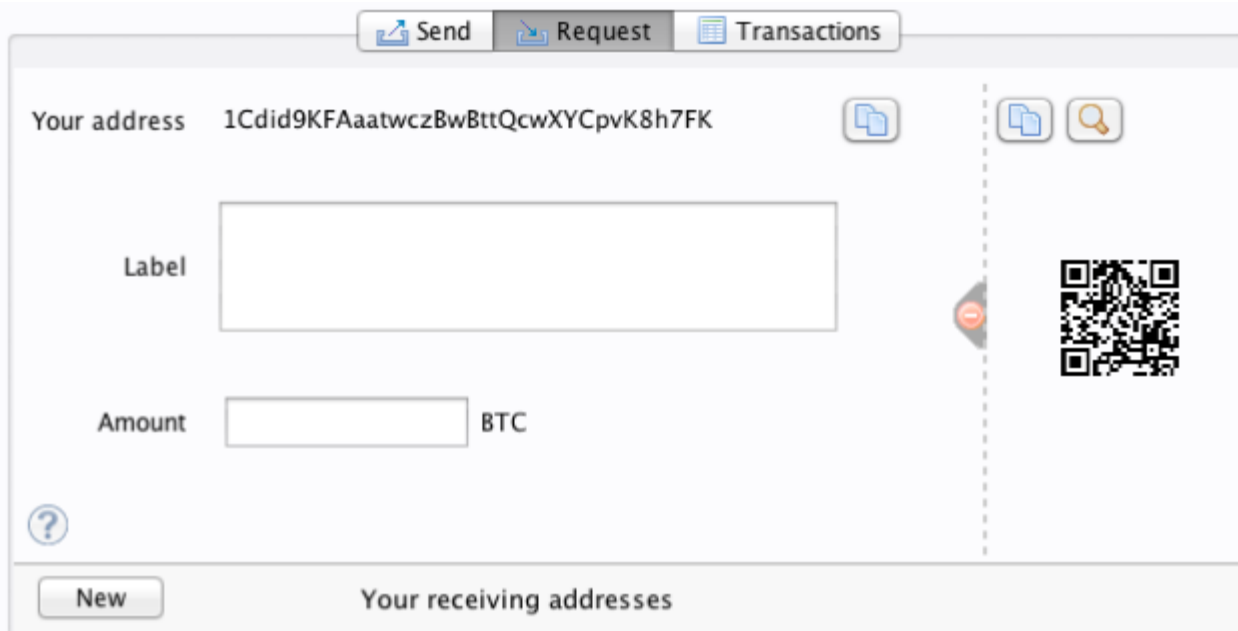 Send Request Transactions
Your address 1Cdid9KFAaatwczBwBttQcwXYCpvK8h7FK
Label
Amount BTC
?
New Your receiving addresses